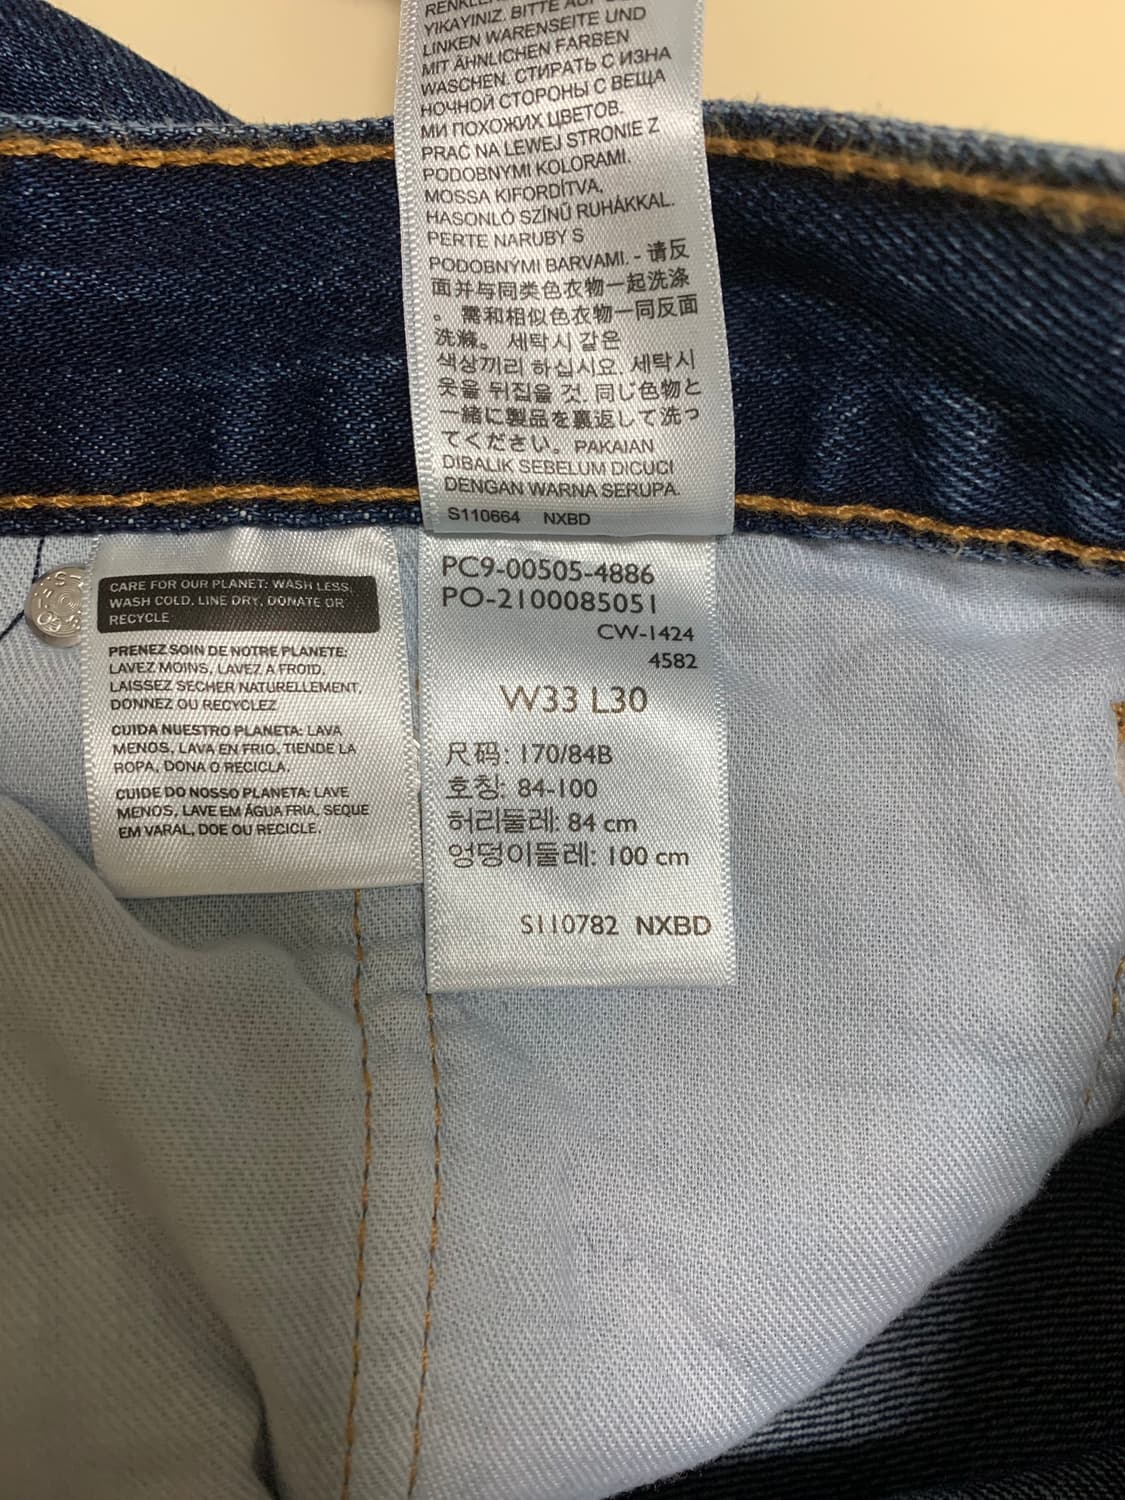 YIKAYINIZ. BITTE AUF
LINKEN WARENSEITE UND
MIT ÄHNLICHEN FARBEN
WASCHEN. СТИРАТЬ С ИЗНА
НОЧНОЙ СТОРОНЫ С ВЕЩА
МИ ПОХОЖИХ ЦВЕТОВ.
PRAĆ NA LEWEJ STRONIE Z
PODOBNYMI KOLORAMI.
MOSSA KIFORDÍTVA,
HASONLÓ SZÍNŰ RUHÁKKAL.
PERTE NARUBY S
PODOBNÝMI BARVAMI. - 请反
面并与同类色衣物一起洗涤
。 需和相似色衣物一同反面
洗滌。 세탁시 같은
색상끼리 하십시요. 세탁시
옷을 뒤집을 것. 同じ色物と
一緒に製品を裏返して洗っ
てください。 PAKAIAN
DIBALIK SEBELUM DICUCI
DENGAN WARNA SERUPA.
S110664 NXBD
CARE FOR OUR PLANET: WASH LESS,
WASH COLD, LINE DRY, DONATE OR
RECYCLE
PRENEZ SOIN DE NOTRE PLANETE:
LAVEZ MOINS, LAVEZ A FROID,
LAISSEZ SECHER NATURELLEMENT,
DONNEZ OU RECYCLEZ
CUIDA NUESTRO PLANETA: LAVA
MENOS, LAVA EN FRIO, TIENDE LA
ROPA, DONA O RECICLA.
CUIDE DO NOSSO PLANETA: LAVE
MENOS, LAVE EM ÁGUA FRIA, SEQUE
EM VARAL, DOE OU RECICLE.
PC9-00505-4886
PO-2100085051
CW-1424
4582
W33 L30
尺码: 170/84B
호칭: 84-100
허리둘레: 84 cm
엉덩이둘레: 100 cm
S110782 NXBD